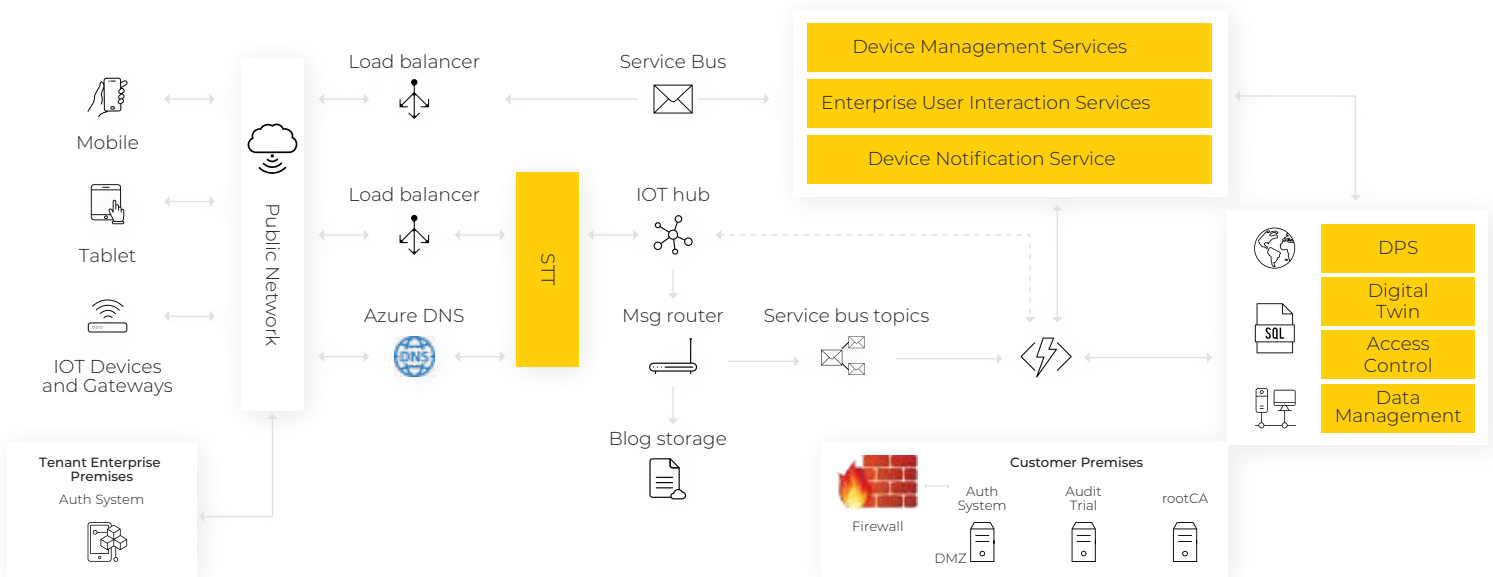 Load balancer
Service Bus
Device Management Services
Enterprise User Interaction Services
Device Notification Service
Mobile
Tablet
IOT Devices
and Gateways
Public Network
Load balancer
STT
IOT hub
Azure DNS
DNS
Msg router
Service bus topics
Blog storage
DPS
Digital
Twin
SQL
Access
Control
Data
Management
Tenant Enterprise
Premises
Auth System
Customer Premises
Firewall
Auth
System
DMZ
Audit
Trial
rootCA